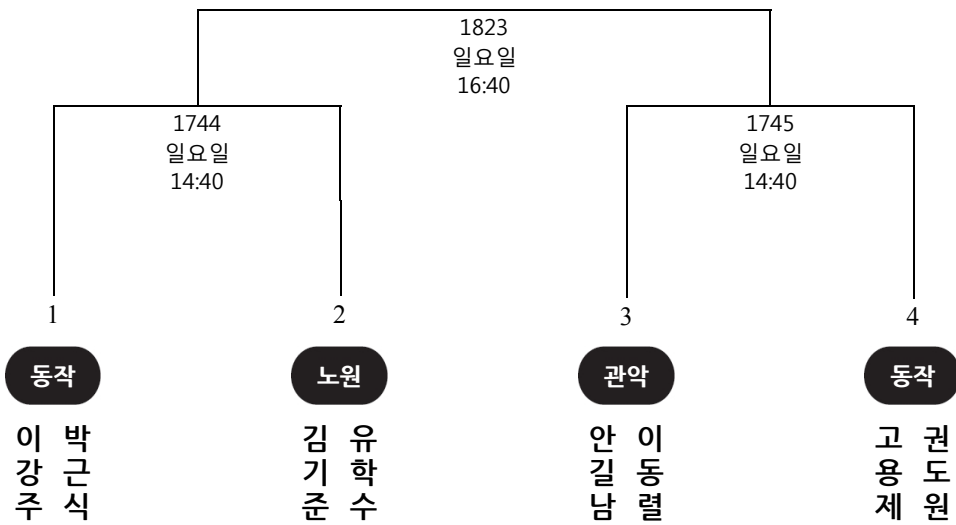 1823
일요일
16:40
1744
일요일
14:40
1745
일요일
14:40
1
2
3
4
동작
노원
관악
동작
이강주 박근식
김기준 유학수
안길남 이동렬
고용제 권도원